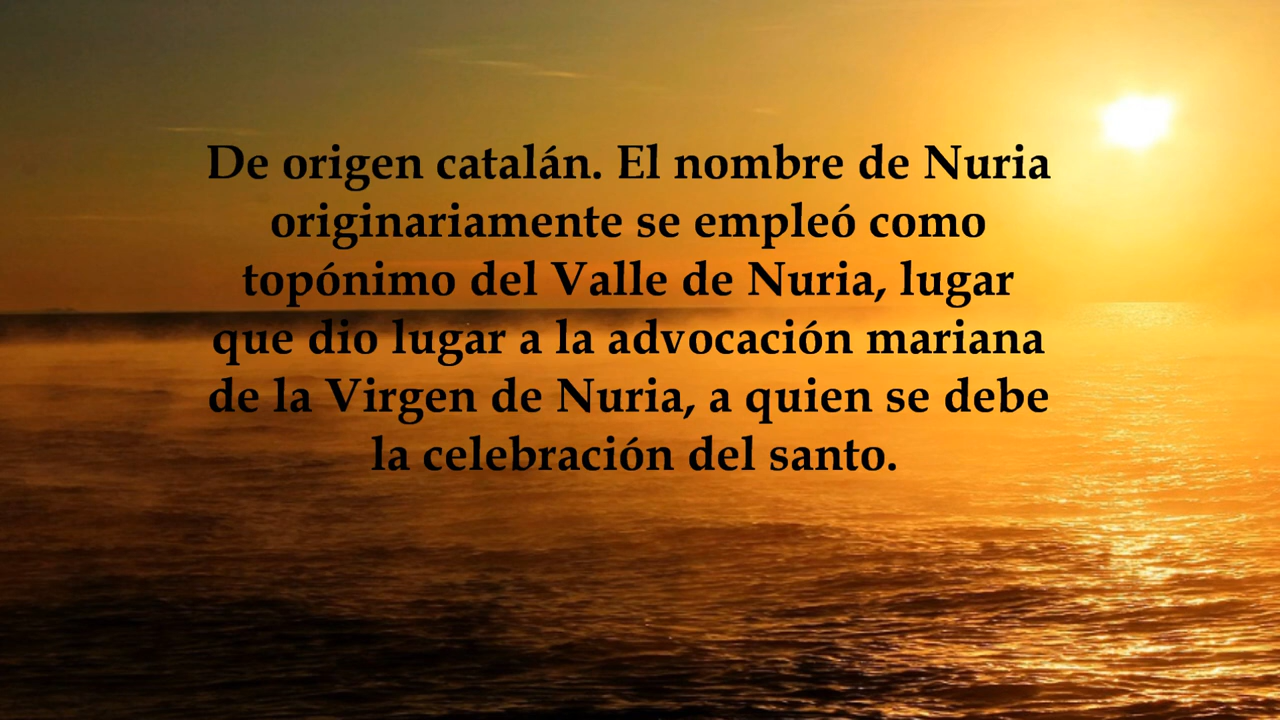 De origen catalán. El nombre de Nuria
originariamente se empleó como
topónimo del Valle de Nuria, lugar
que dio lugar a la advocación mariana
de la Virgen de Nuria, a quien se debe
la celebración del santo.